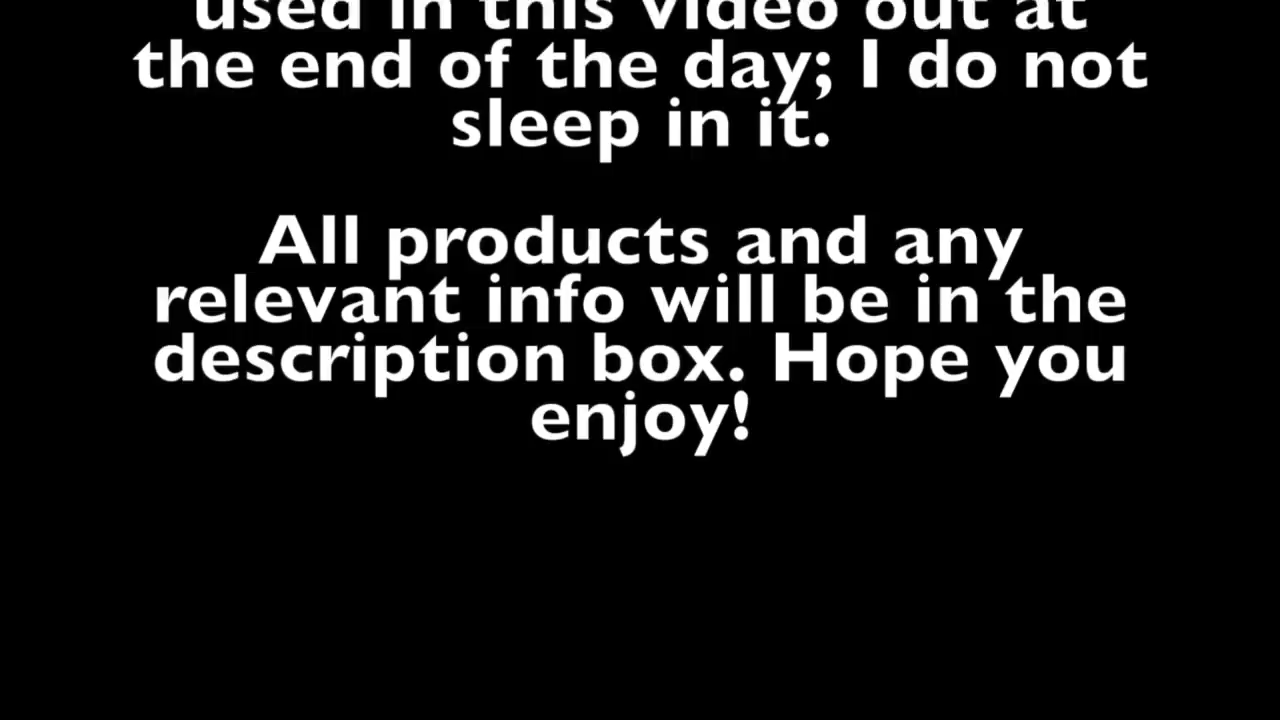 used in this video out at
the end of the day; I do not
sleep in it.
All products and any
relevant info will be in the
description box. Hope you
enjoy!